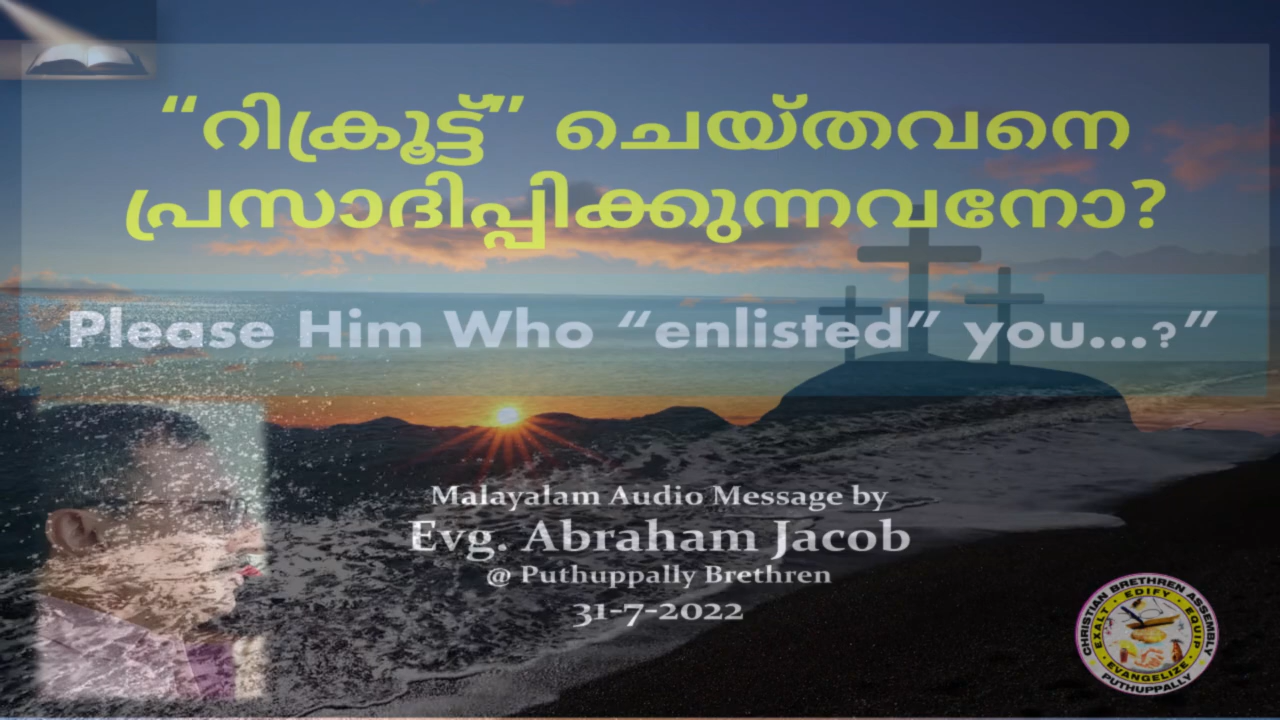 “റിക്രൂട്ട്” ചെയ്തവനെ
പ്രസാദിപ്പിക്കുന്നവനോ?
Please Him Who “enlisted” you...?”
Malayalam Audio Message by
Evg. Abraham Jacob
@ Puthuppally Brethren
31-7-2022
CHRISTIAN BRETHREN ASSEMBLY
EXALT · EDIFY · EQUIP · EVANGELIZE
PUTHUPPALLY